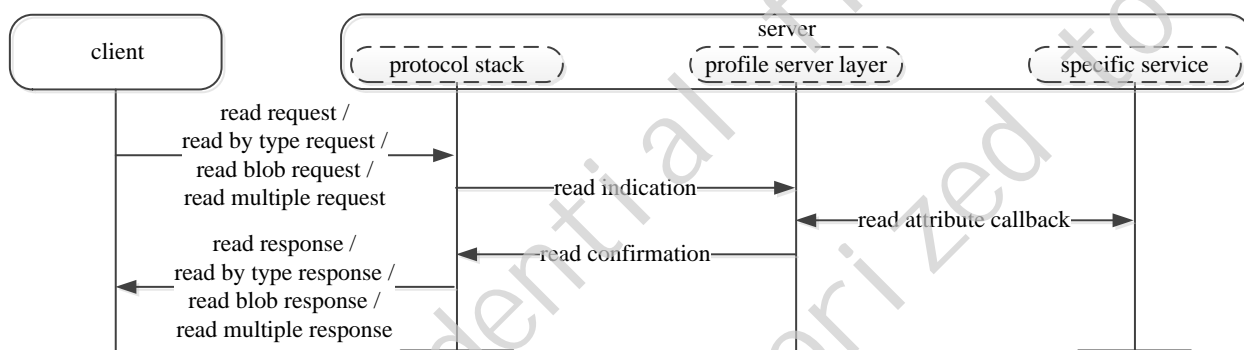 client
server
protocol stack
profile server layer
specific service
read request /
read by type request /
read blob request /
read multiple request
read indication
read attribute callback
read confirmation
read response /
read by type response /
read blob response /
read multiple response